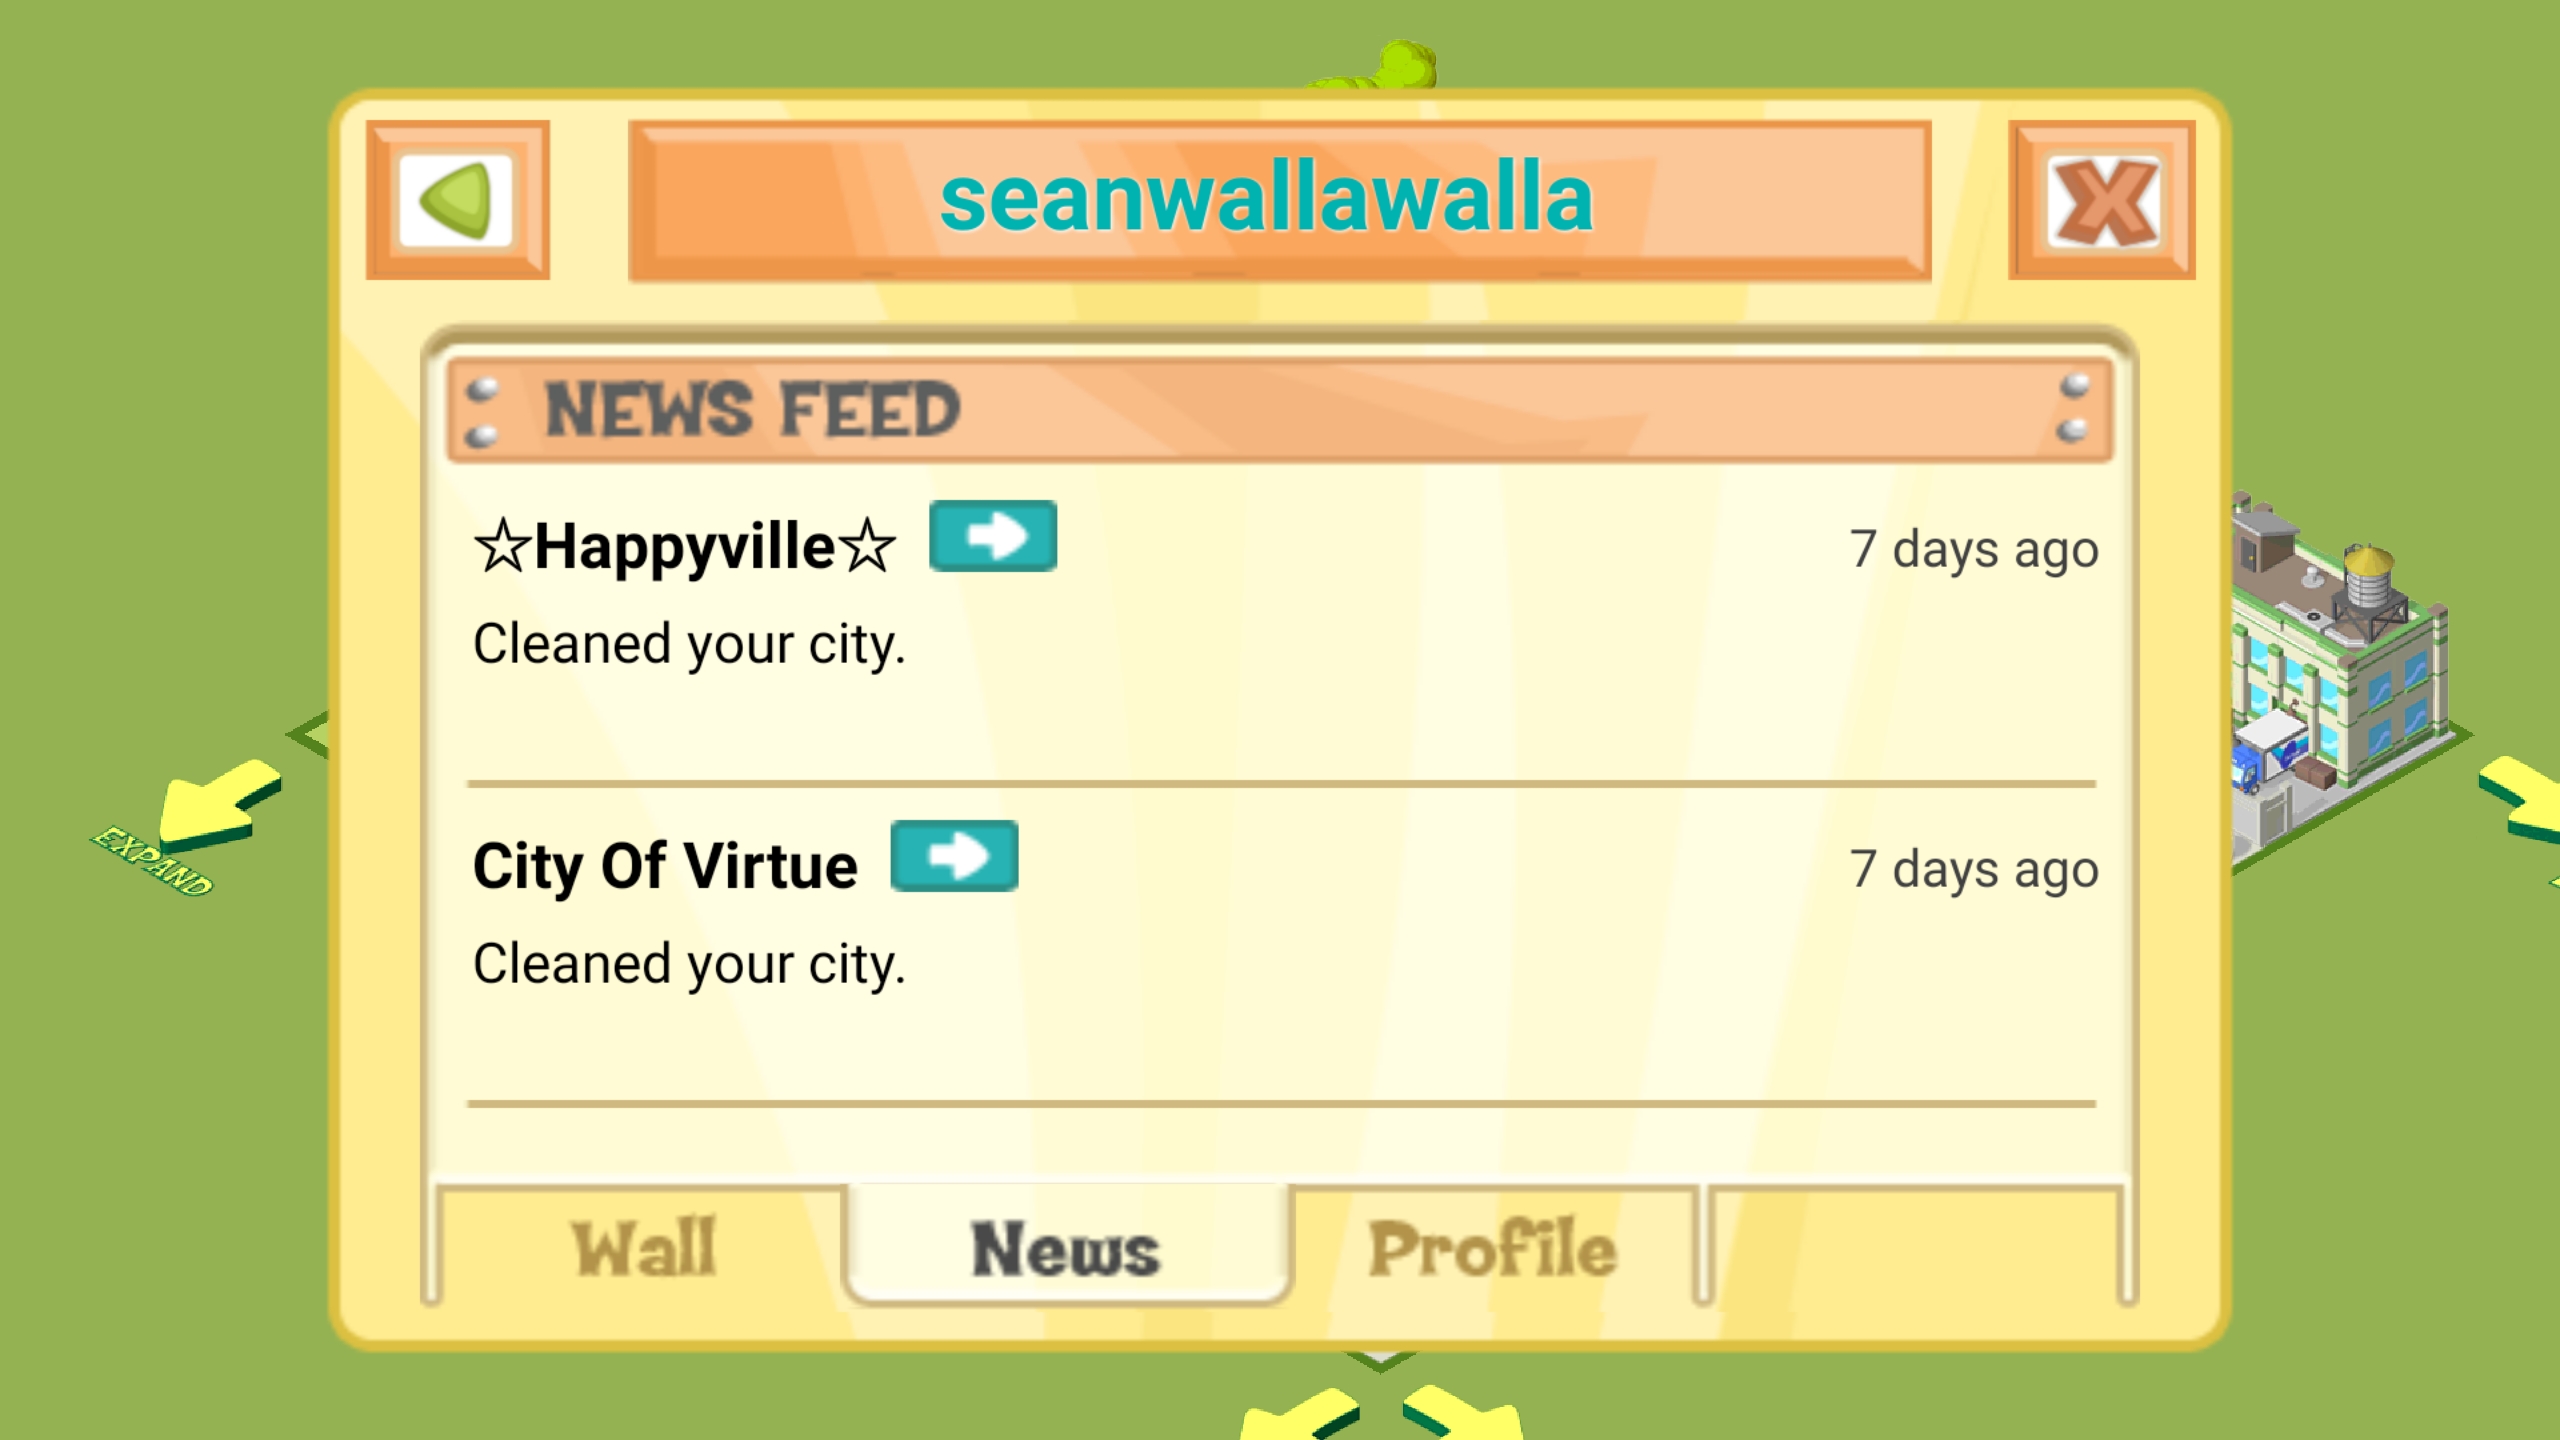 seanwallawalla
NEWS FEED
☆Happyville☆
7 days ago
Cleaned your city.
City Of Virtue
7 days ago
Cleaned your city.
EXPAND
Wall
News
Profile